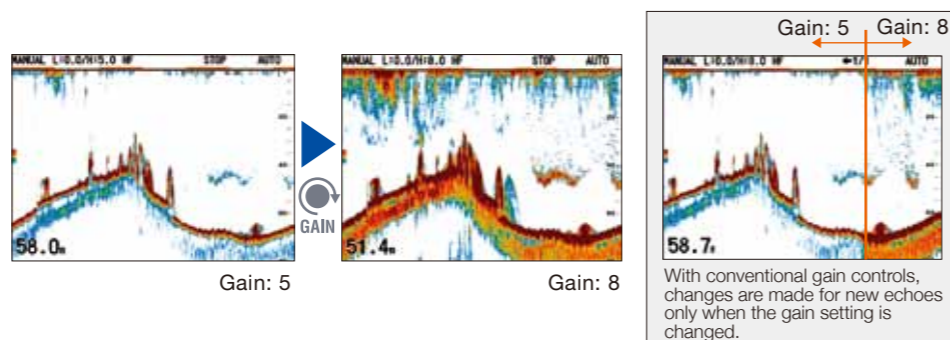 Gain: 5 Gain: 8
MANUAL L=0.0/H=5.0 HF STOP AUTO
MANUAL L=0.0/H=8.0 HF STOP AUTO
MANUAL L=0.0/H=8.0 HF AUTO
GAIN
58.0m
51.4m
58.7
Gain: 5
Gain: 8
With conventional gain controls,
changes are made for new echoes
only when the gain setting is
changed.